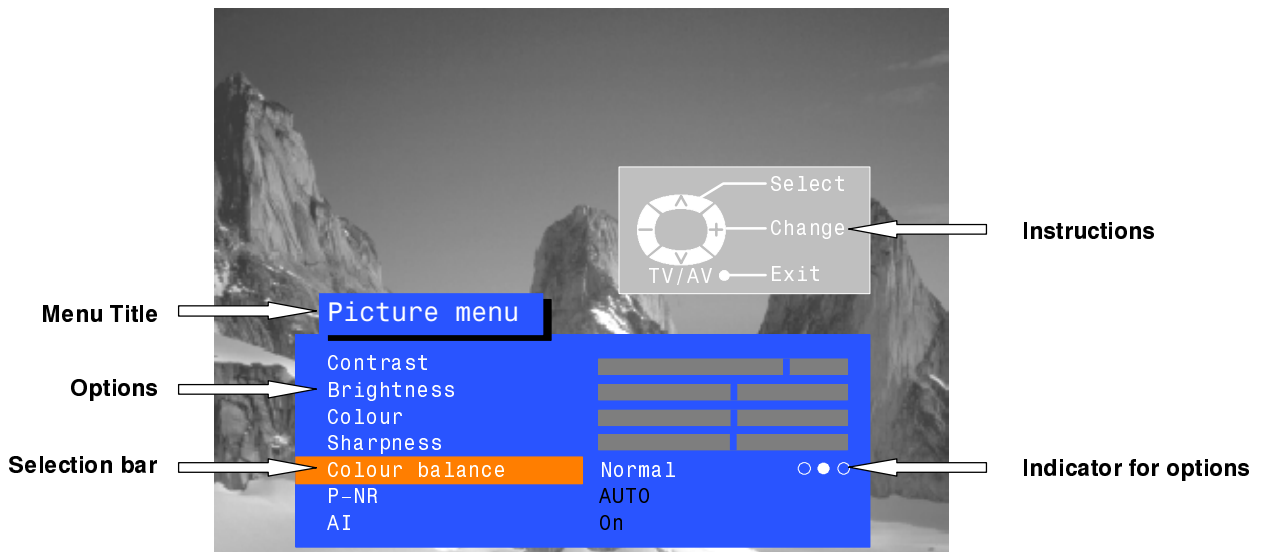 Select
Change
Instructions
TV/AV
Exit
Menu Title
Picture menu
Contrast
Options
Brightness
Colour
Sharpness
Selection bar
Colour balance
Normal
Indicator for options
P-NR
AUTO
AI
On